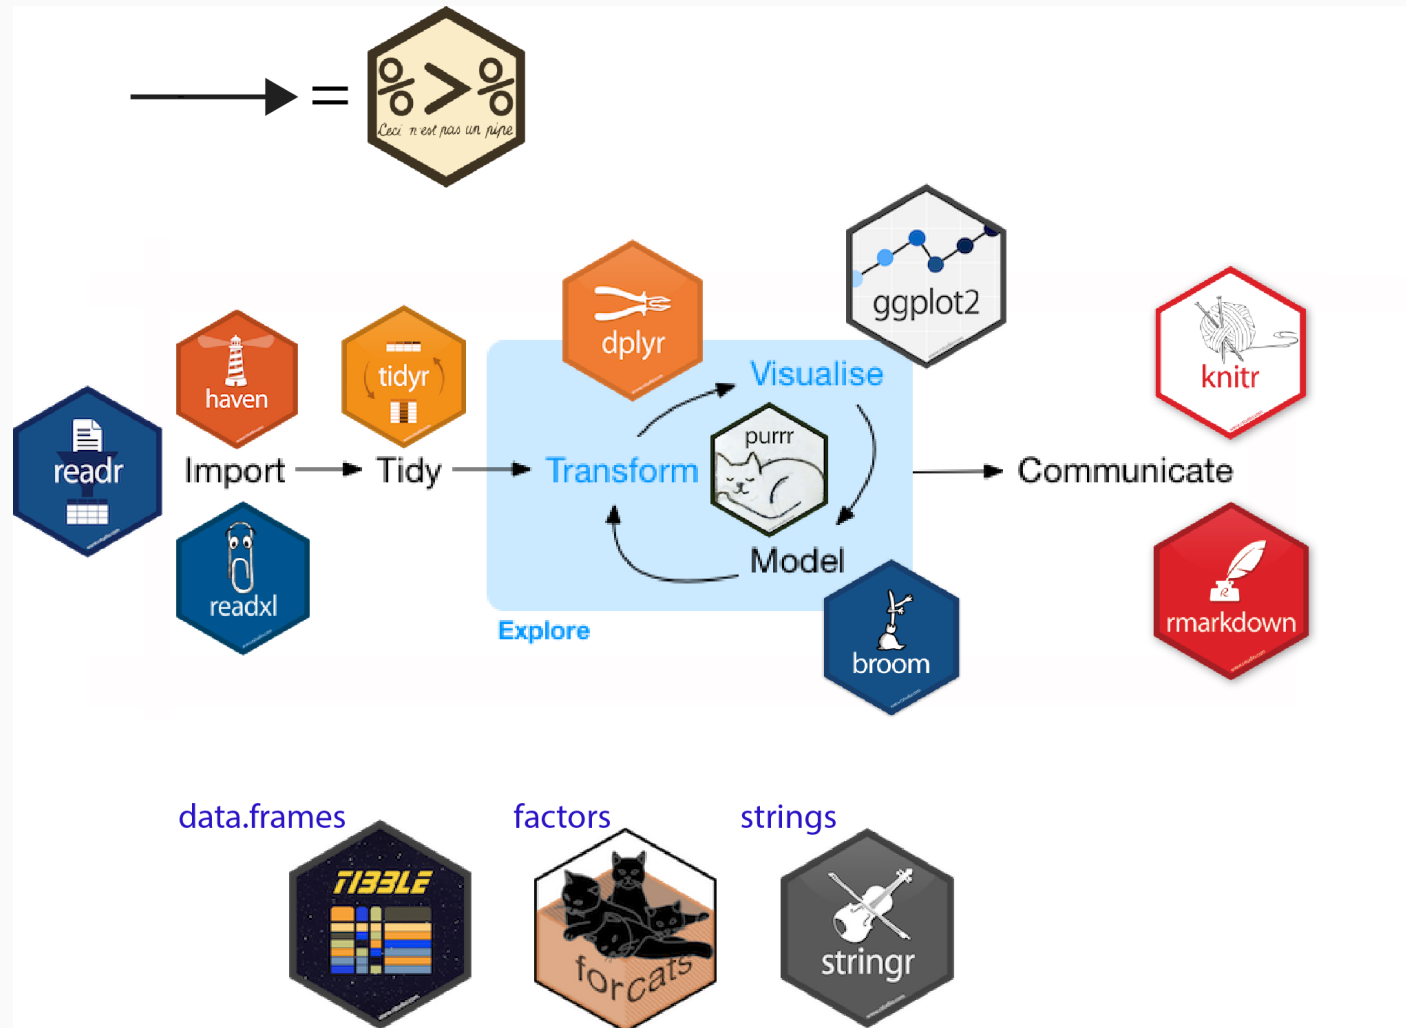 =
%>%
Ceci n'est pas un pipe
ggplot2
dplyr
haven
tidyr
knitr
Visualise
purrr
readr
Import
Tidy
Transform
Communicate
Model
readxl
Explore
broom
rmarkdown
data.frames
factors
strings
TIBBLE
forcats
stringr